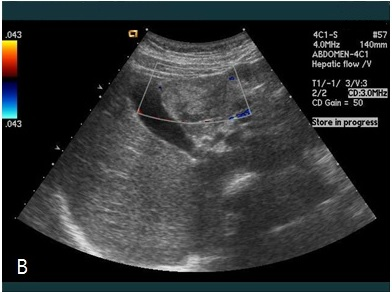 .043
.043
4C1-S #57
4.0MHz 140mm
ABDOMEN-4C1
Hepatic flow /V
T1/-1/ 3/V:3
2/2 CD:3.0MHz
CD Gain = 50
Store in progress
B